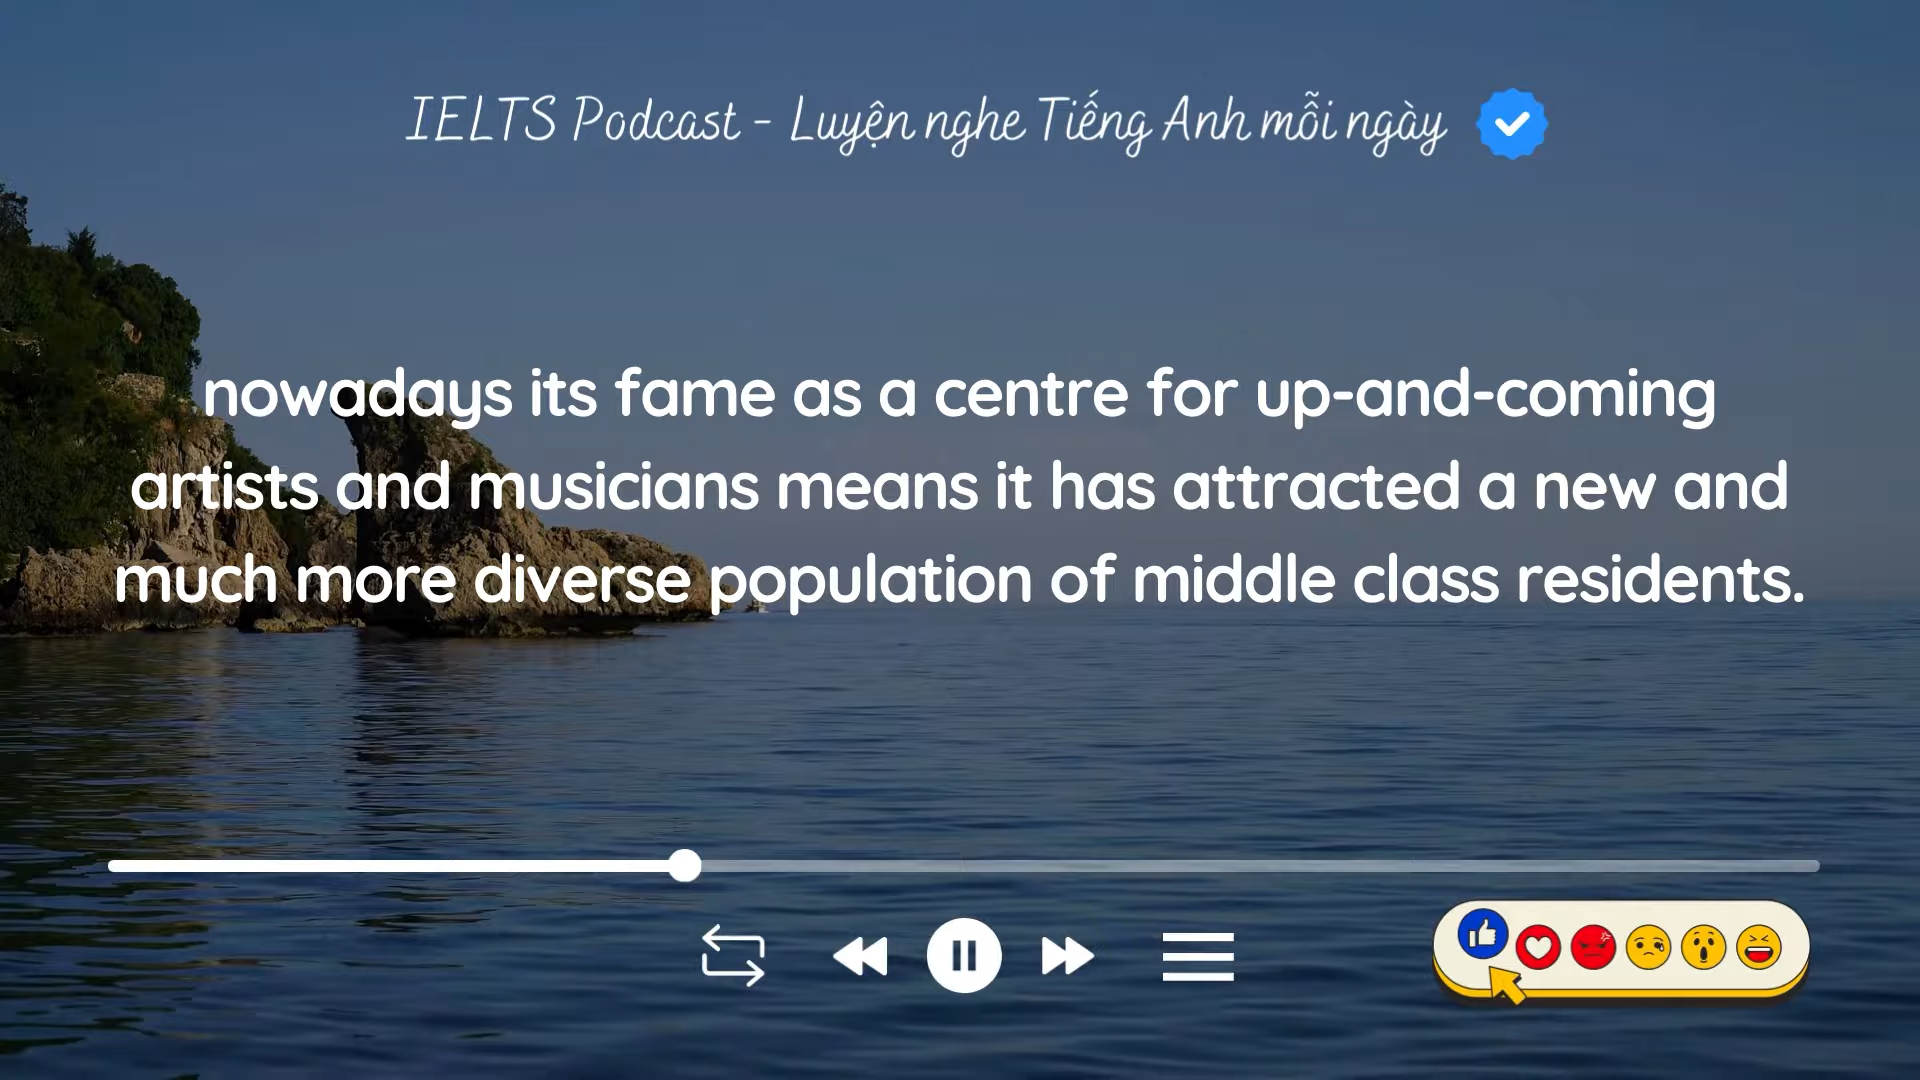 IELTS Podcast - Luyện nghe Tiếng Anh mỗi ngày
nowadays its fame as a centre for up-and-coming
artists and musicians means it has attracted a new and
much more diverse population of middle class residents.